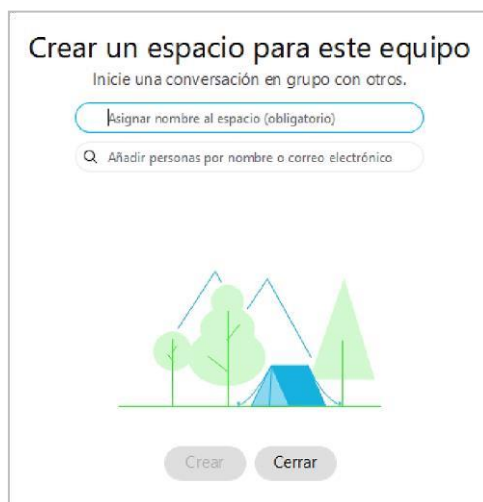 Crear un espacio para este equipo
Inicie una conversación en grupo con otros.
Asignar nombre al espacio (obligatorio)
Añadir personas por nombre o correo electrónico
Crear
Cerrar